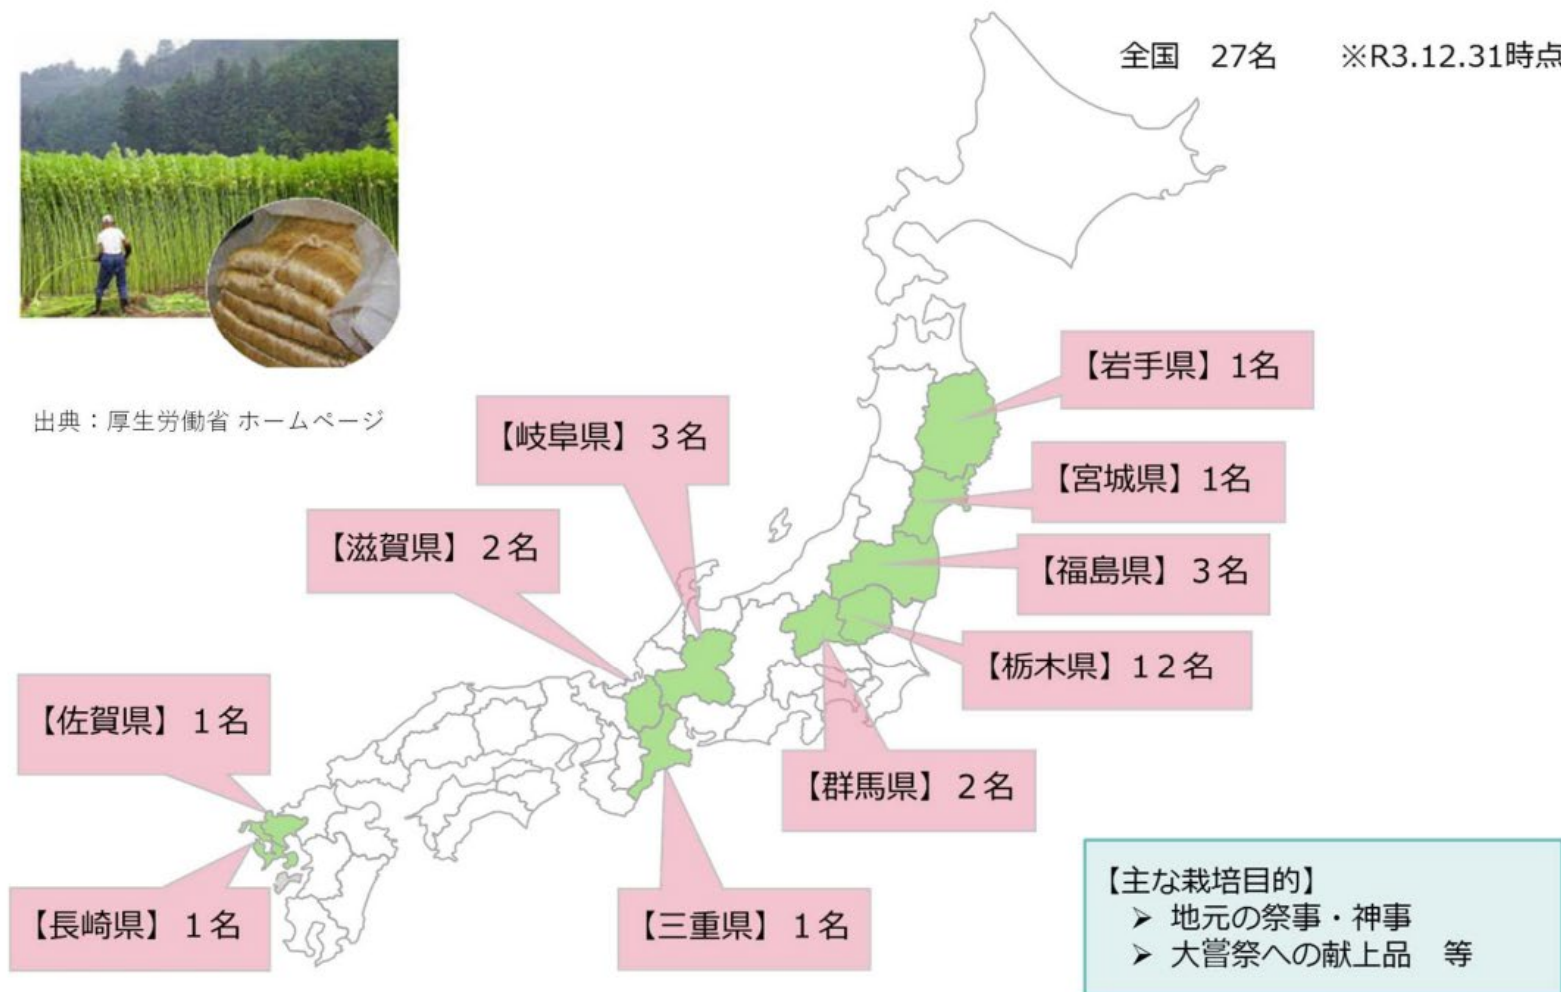 全国　27名　　※R3.12.31時点
出典：厚生労働省 ホームページ
【岩手県】1名
【岐阜県】３名
【宮城県】1名
【滋賀県】２名
【福島県】３名
【栃木県】１２名
【佐賀県】１名
【群馬県】２名
【長崎県】１名
【三重県】１名
【主な栽培目的】
➢ 地元の祭事・神事
➢ 大嘗祭への献上品　等